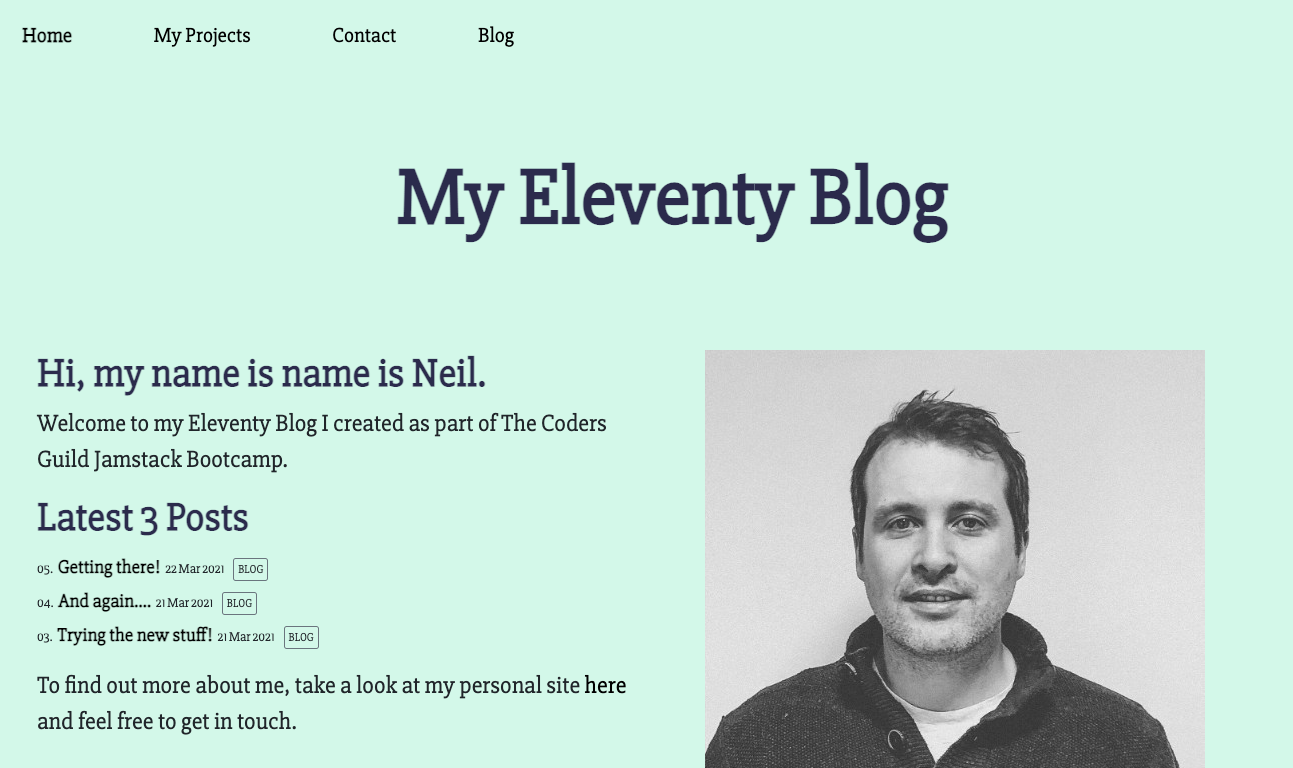 Home My Projects Contact Blog
My Eleventy Blog
Hi, my name is name is Neil.
Welcome to my Eleventy Blog I created as part of The Coders
Guild Jamstack Bootcamp.
Latest 3 Posts
05. Getting there! 22 Mar 2021 BLOG
04. And again.... 21 Mar 2021 BLOG
03. Trying the new stuff! 21 Mar 2021 BLOG
To find out more about me, take a look at my personal site here
and feel free to get in touch.